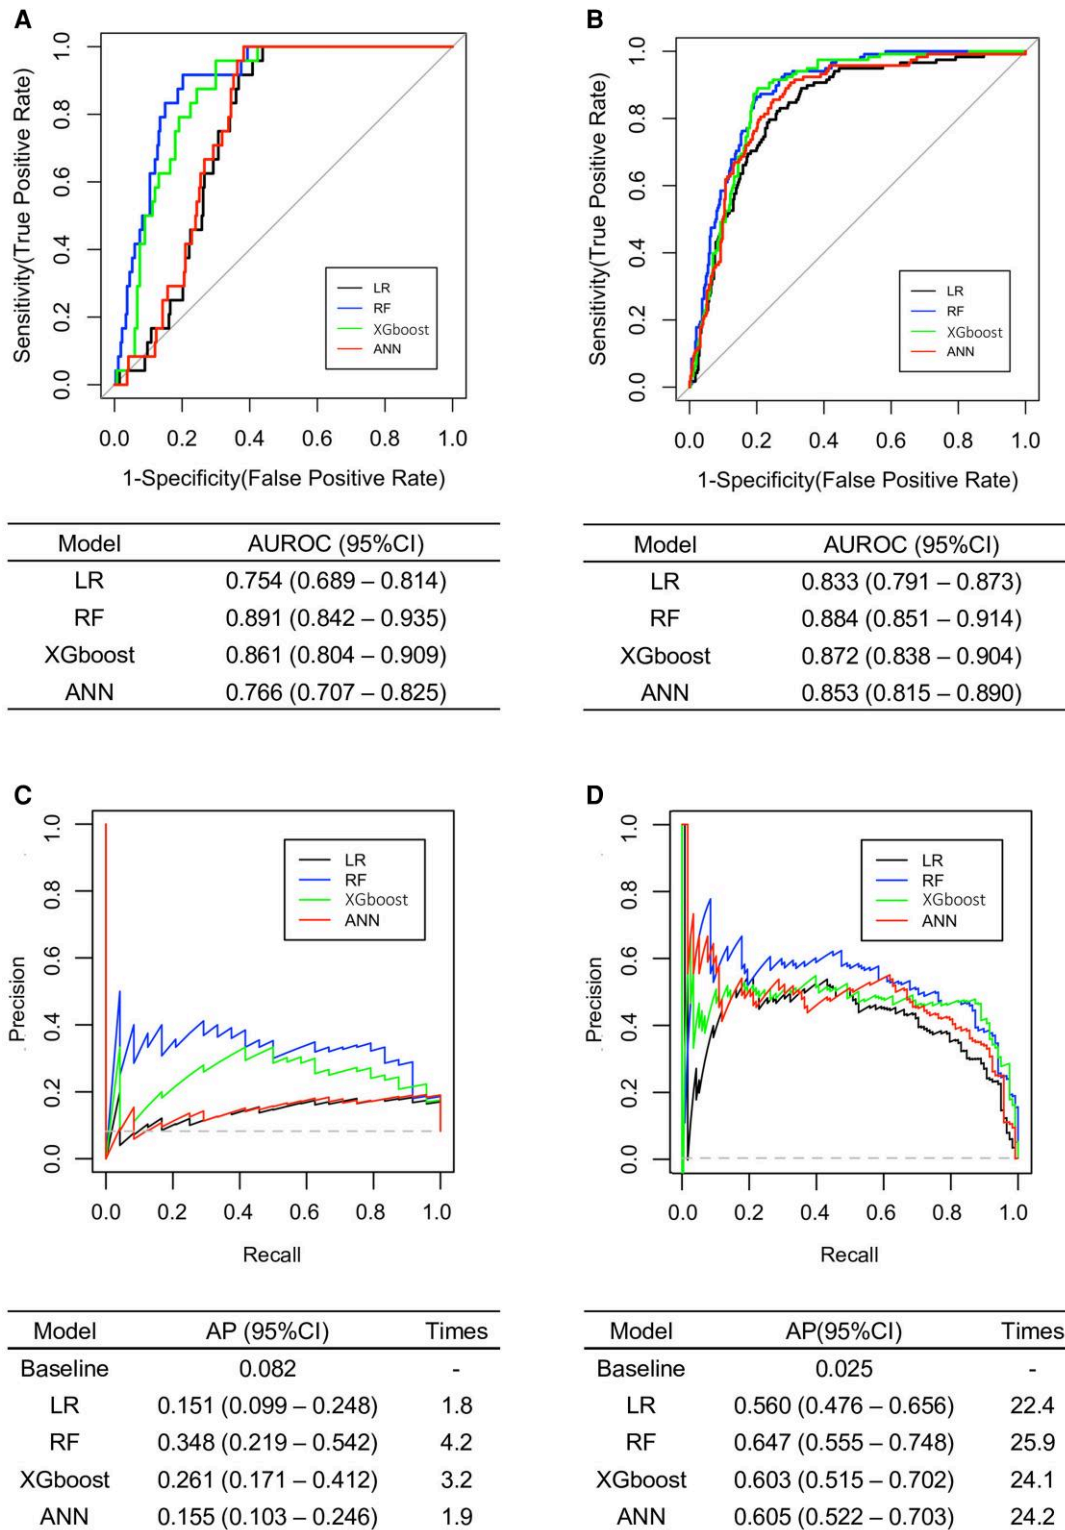 A
Sensitivity(True Positive Rate)
1.0
0.8
0.6
0.4
0.2
0.0
LR
RF
XGboost
ANN
0.0 0.2 0.4 0.6 0.8 1.0
1-Specificity(False Positive Rate)
Model AUROC (95%CI)
LR 0.754 (0.689 – 0.814)
RF 0.891 (0.842 – 0.935)
XGboost 0.861 (0.804 – 0.909)
ANN 0.766 (0.707 – 0.825)
B
Sensitivity(True Positive Rate)
1.0
0.8
0.6
0.4
0.2
0.0
LR
RF
XGboost
ANN
0.0 0.2 0.4 0.6 0.8 1.0
1-Specificity(False Positive Rate)
Model AUROC (95%CI)
LR 0.833 (0.791 – 0.873)
RF 0.884 (0.851 – 0.914)
XGboost 0.872 (0.838 – 0.904)
ANN 0.853 (0.815 – 0.890)
C
Precision
1.0
0.8
0.6
0.4
0.2
0.0
LR
RF
XGboost
ANN
0.0 0.2 0.4 0.6 0.8 1.0
Recall
Model AP (95%CI) Times
Baseline 0.082 -
LR 0.151 (0.099 – 0.248) 1.8
RF 0.348 (0.219 – 0.542) 4.2
XGboost 0.261 (0.171 – 0.412) 3.2
ANN 0.155 (0.103 – 0.246) 1.9
D
Precision
1.0
0.8
0.6
0.4
0.2
0.0
LR
RF
XGboost
ANN
0.0 0.2 0.4 0.6 0.8 1.0
Recall
Model AP(95%CI) Times
Baseline 0.025 -
LR 0.560 (0.476 – 0.656) 22.4
RF 0.647 (0.555 – 0.748) 25.9
XGboost 0.603 (0.515 – 0.702) 24.1
ANN 0.605 (0.522 – 0.703) 24.2